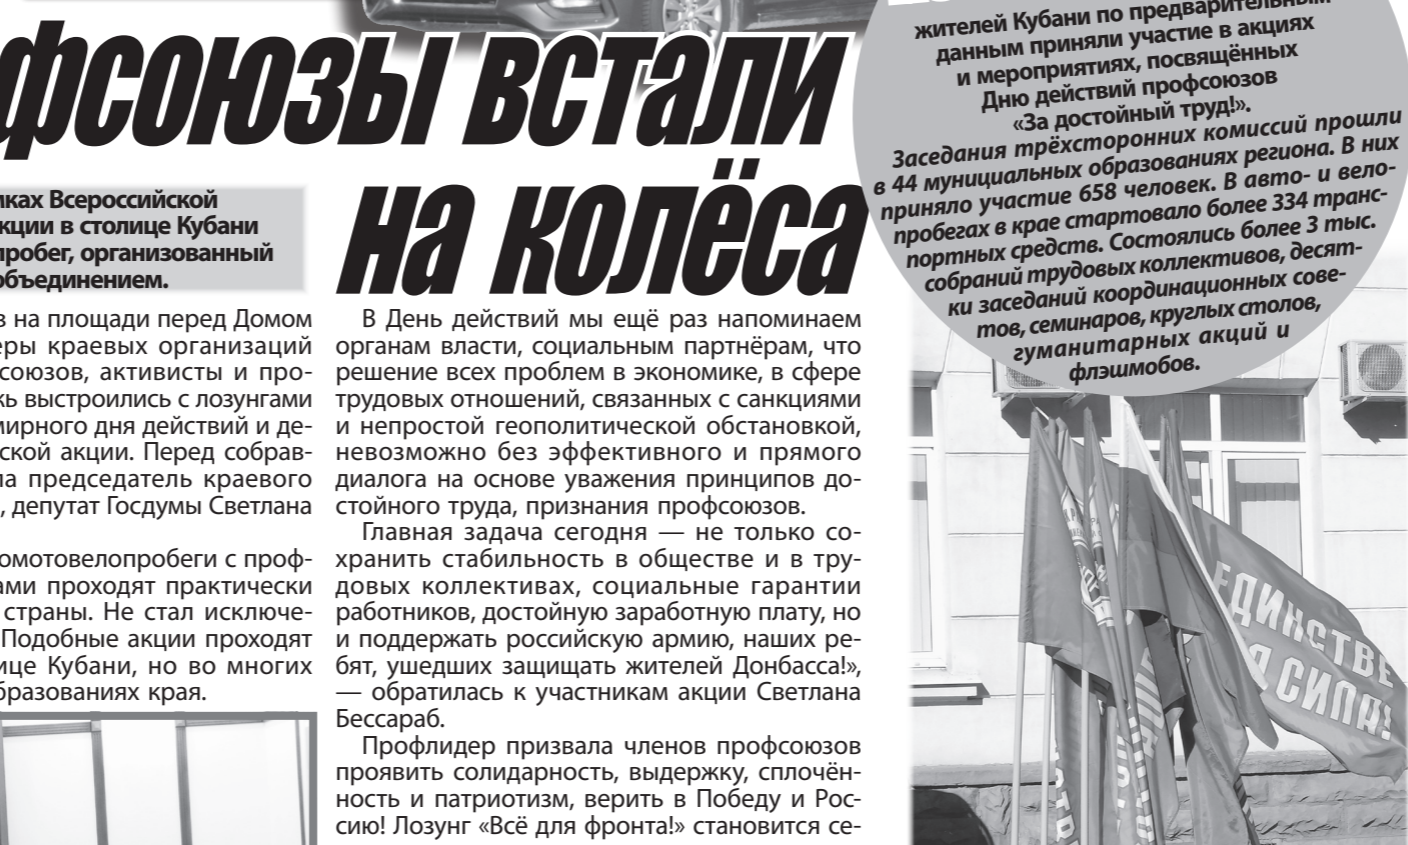 фсоюзы встали
на колёса
мках Всероссийской
кции в столице Кубани
пробег, организованный
объединением.
в на площади перед Домом
еры краевых организаций
союзов, активисты и про-
жь выстроились с лозунгами
мирного дня действий и де-
ской акции. Перед собрав-
ла председатель краевого
, депутат Госдумы Светлана
омотовелопробеги с проф-
ами проходят практически
страны. Не стал исключе-
Подобные акции проходят
ице Кубани, но во многих
бразованиях края.
В День действий мы ещё раз напоминаем
органам власти, социальным партнёрам, что
решение всех проблем в экономике, в сфере
трудовых отношений, связанных с санкциями
и непростой геополитической обстановкой,
невозможно без эффективного и прямого
диалога на основе уважения принципов до-
стойного труда, признания профсоюзов.
Главная задача сегодня — не только со-
хранить стабильность в обществе и в тру-
довых коллективах, социальные гарантии
работников, достойную заработную плату, но
и поддержать российскую армию, наших ре-
бят, ушедших защищать жителей Донбасса!»,
— обратилась к участникам акции Светлана
Бессараб.
Профлидер призвала членов профсоюзов
проявить солидарность, выдержку, сплочён-
ность и патриотизм, верить в Победу и Рос-
сию! Лозунг «Всё для фронта!» становится се-
жителей Кубани по предварительным
данным приняли участие в акциях
и мероприятиях, посвящённых
Дню действий профсоюзов
«За достойный труд!».
Заседания трёхсторонних комиссий прошли
в 44 муниципальных образованиях региона. В них
приняло участие 658 человек. В авто- и вело-
пробегах в крае стартовало более 334 транс-
портных средств. Состоялись более 3 тыс.
собраний трудовых коллективов, десят-
ки заседаний координационных сове-
тов, семинаров, круглых столов,
гуманитарных акций и
флэшмобов.
ЕДИНСТВЕ
СИЛА!